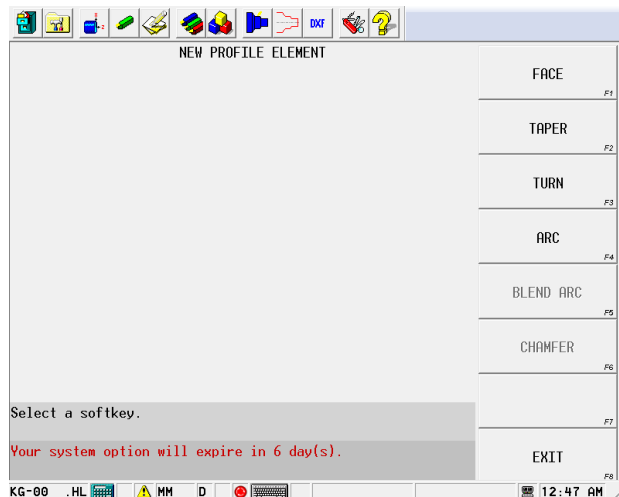 DXF
NEW PROFILE ELEMENT
FACE
F1
TAPER
F2
TURN
F3
ARC
F4
BLEND ARC
F5
CHAMFER
F6
F7
EXIT
F8
Select a softkey.
Your system option will expire in 6 day(s).
KG-00 .HL MM D 12:47 AM